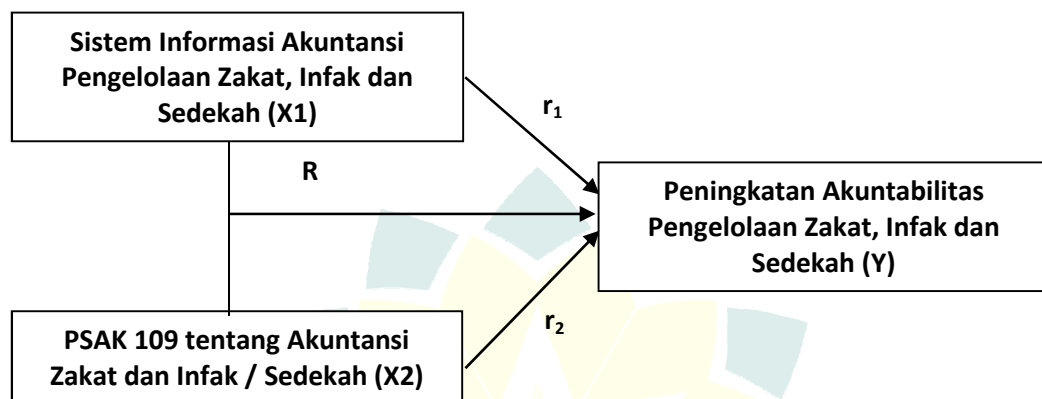 Sistem Informasi Akuntansi
Pengelolaan Zakat, Infak dan
Sedekah (X1)
r₁
R
Peningkatan Akuntabilitas
Pengelolaan Zakat, Infak dan
Sedekah (Y)
r₂
PSAK 109 tentang Akuntansi
Zakat dan Infak / Sedekah (X2)